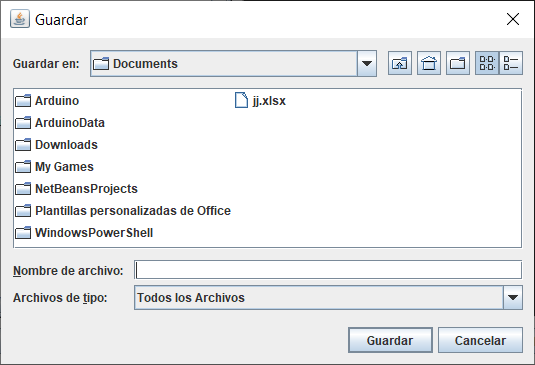 Guardar
Guardar en: Documents
Arduino
ArduinoData
Downloads
My Games
NetBeansProjects
Plantillas personalizadas de Office
WindowsPowerShell
jj.xlsx
Nombre de archivo:
Archivos de tipo: Todos los Archivos
Guardar Cancelar